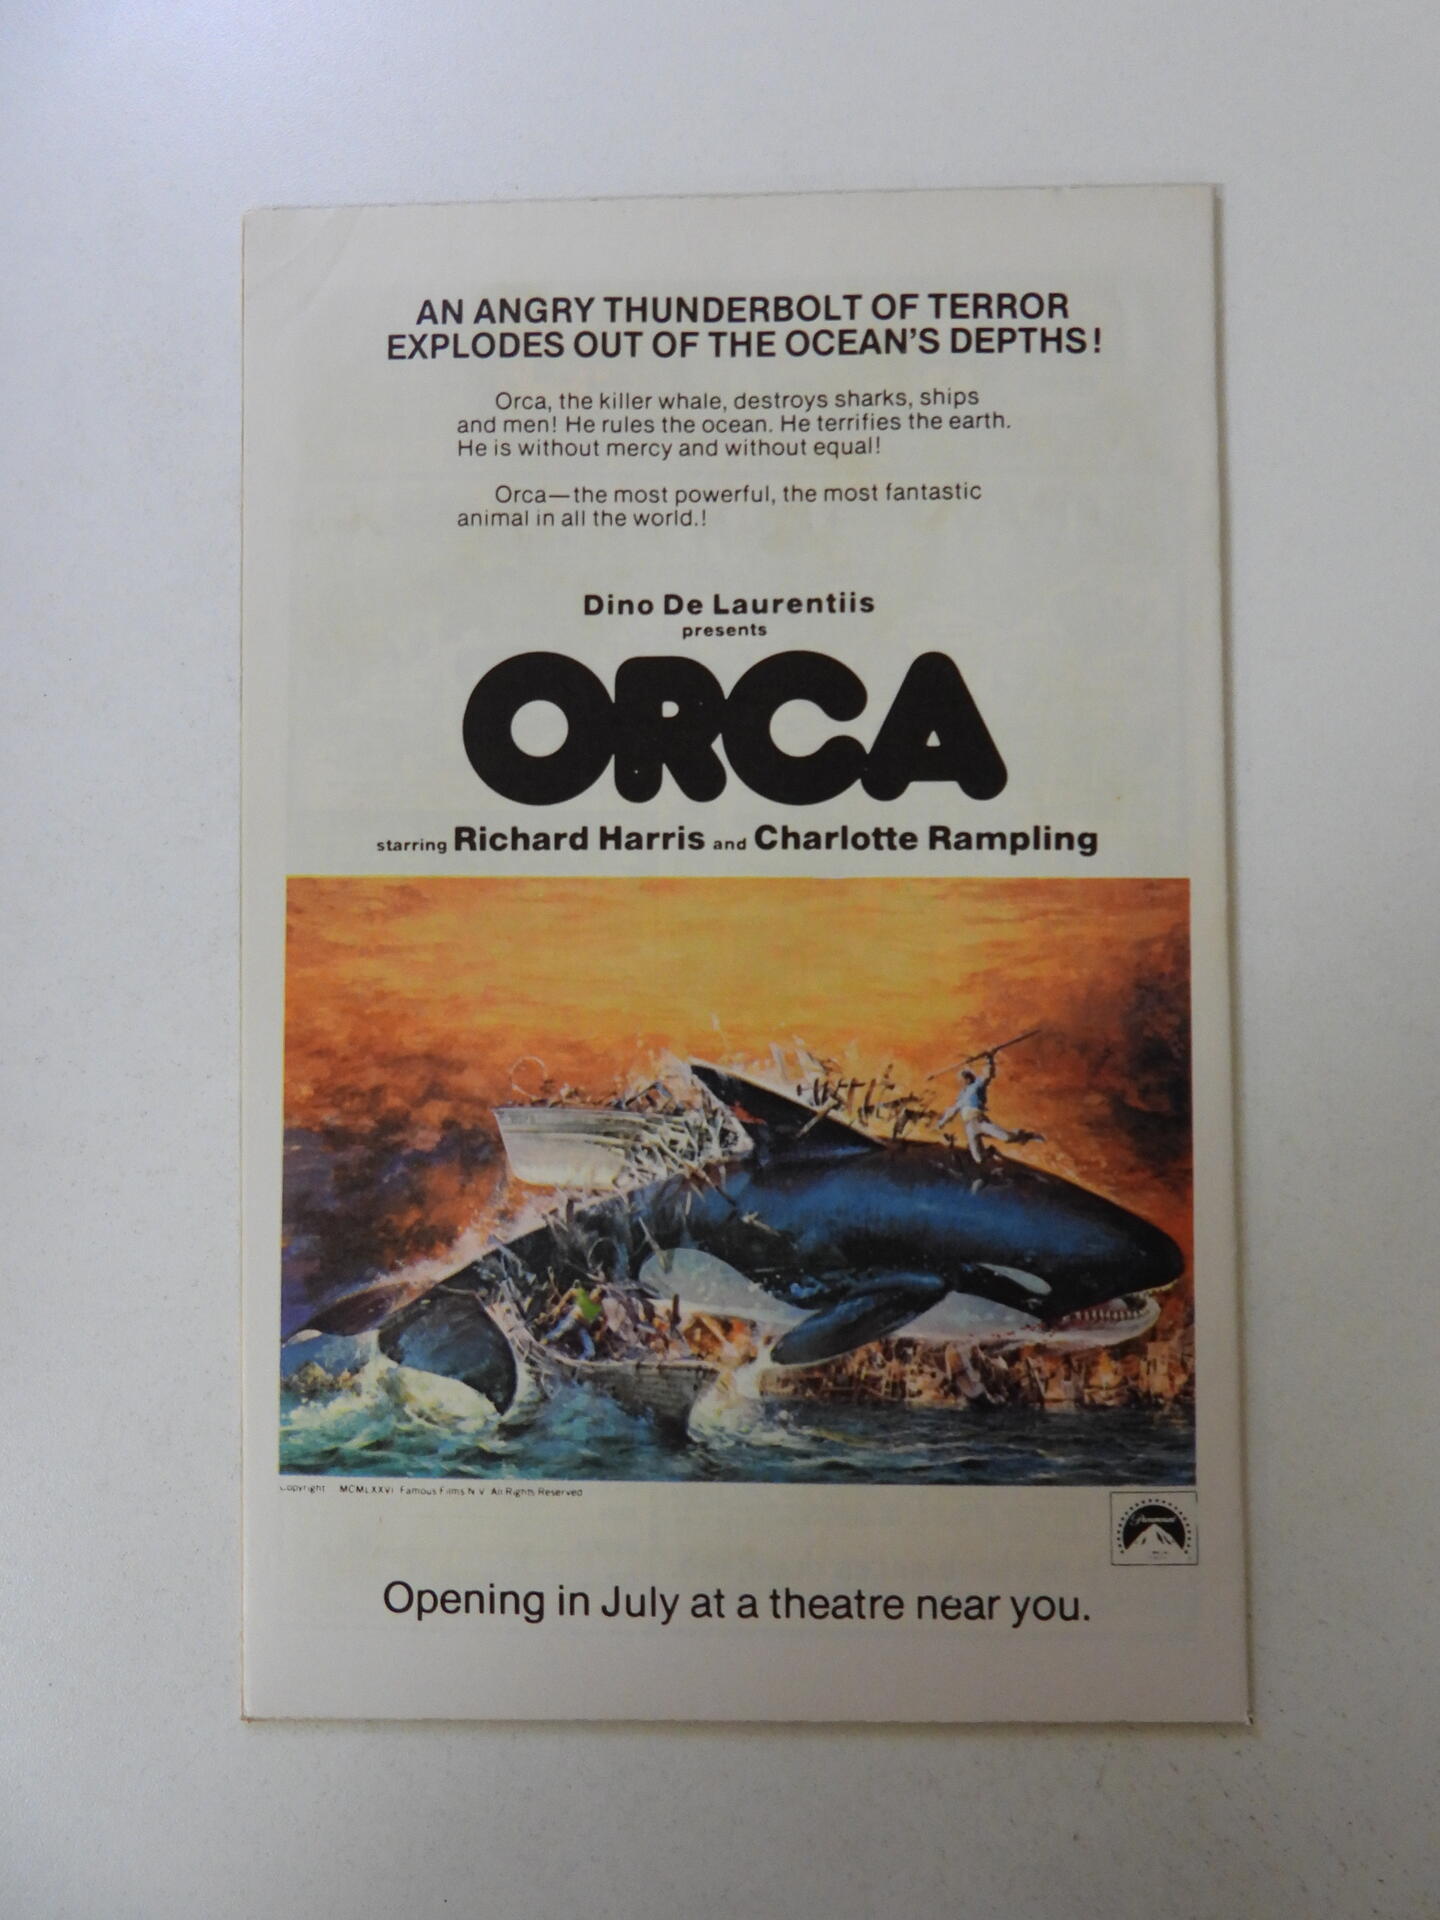 AN ANGRY THUNDERBOLT OF TERROR
EXPLODES OUT OF THE OCEAN'S DEPTHS!
Orca, the killer whale, destroys sharks, ships
and men! He rules the ocean. He terrifies the earth.
He is without mercy and without equal!
Orca—the most powerful, the most fantastic
animal in all the world.!
Dino De Laurentiis
presents
ORCA
starring Richard Harris and Charlotte Rampling
Copyright MCMLXXVI Famous Films N V All Rights Reserved
Paramount
Opening in July at a theatre near you.